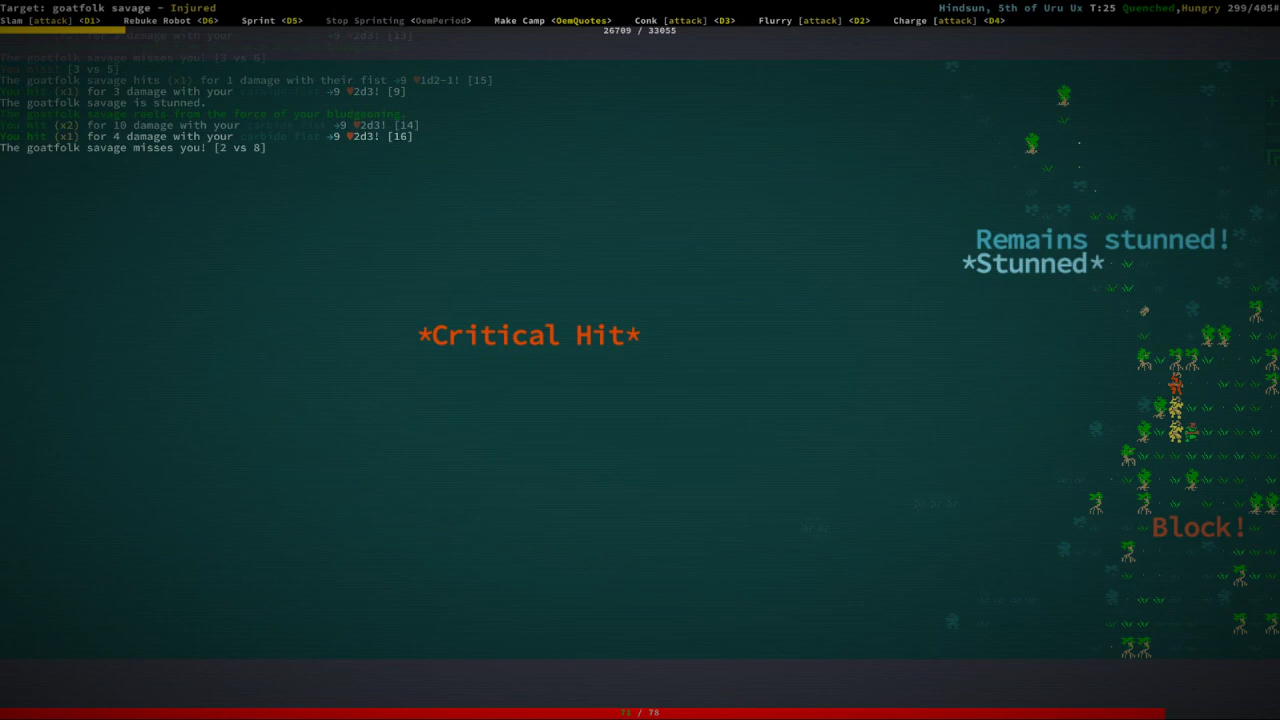 Target: goatfolk savage - Injured
Hindsun, 5th of Uru Ux T:25 Quenched,Hungry 299/405#
Slam [attack] <D1> Rebuke Robot <D6> Sprint <D5> Stop Sprinting <OemPeriod> Make Camp <OemQuotes> Conk [attack] <D3> Flurry [attack] <D2> Charge [attack] <D4>
26709 / 33055
The goatfolk savage misses you! [3 vs 6]
You miss! [3 vs 5]
The goatfolk savage hits (x1) for 1 damage with their fist →9 ♥1d2-1! [15]
You hit (x1) for 3 damage with your carbide fist →9 ♥2d3! [9]
The goatfolk savage is stunned.
The goatfolk savage reels from the force of your bludgeoning.
You hit (x2) for 10 damage with your carbide fist →9 ♥2d3! [14]
You hit (x1) for 4 damage with your carbide fist →9 ♥2d3! [16]
The goatfolk savage misses you! [2 vs 8]
Remains stunned!
*Stunned*
*Critical Hit*
Block!
71 / 78